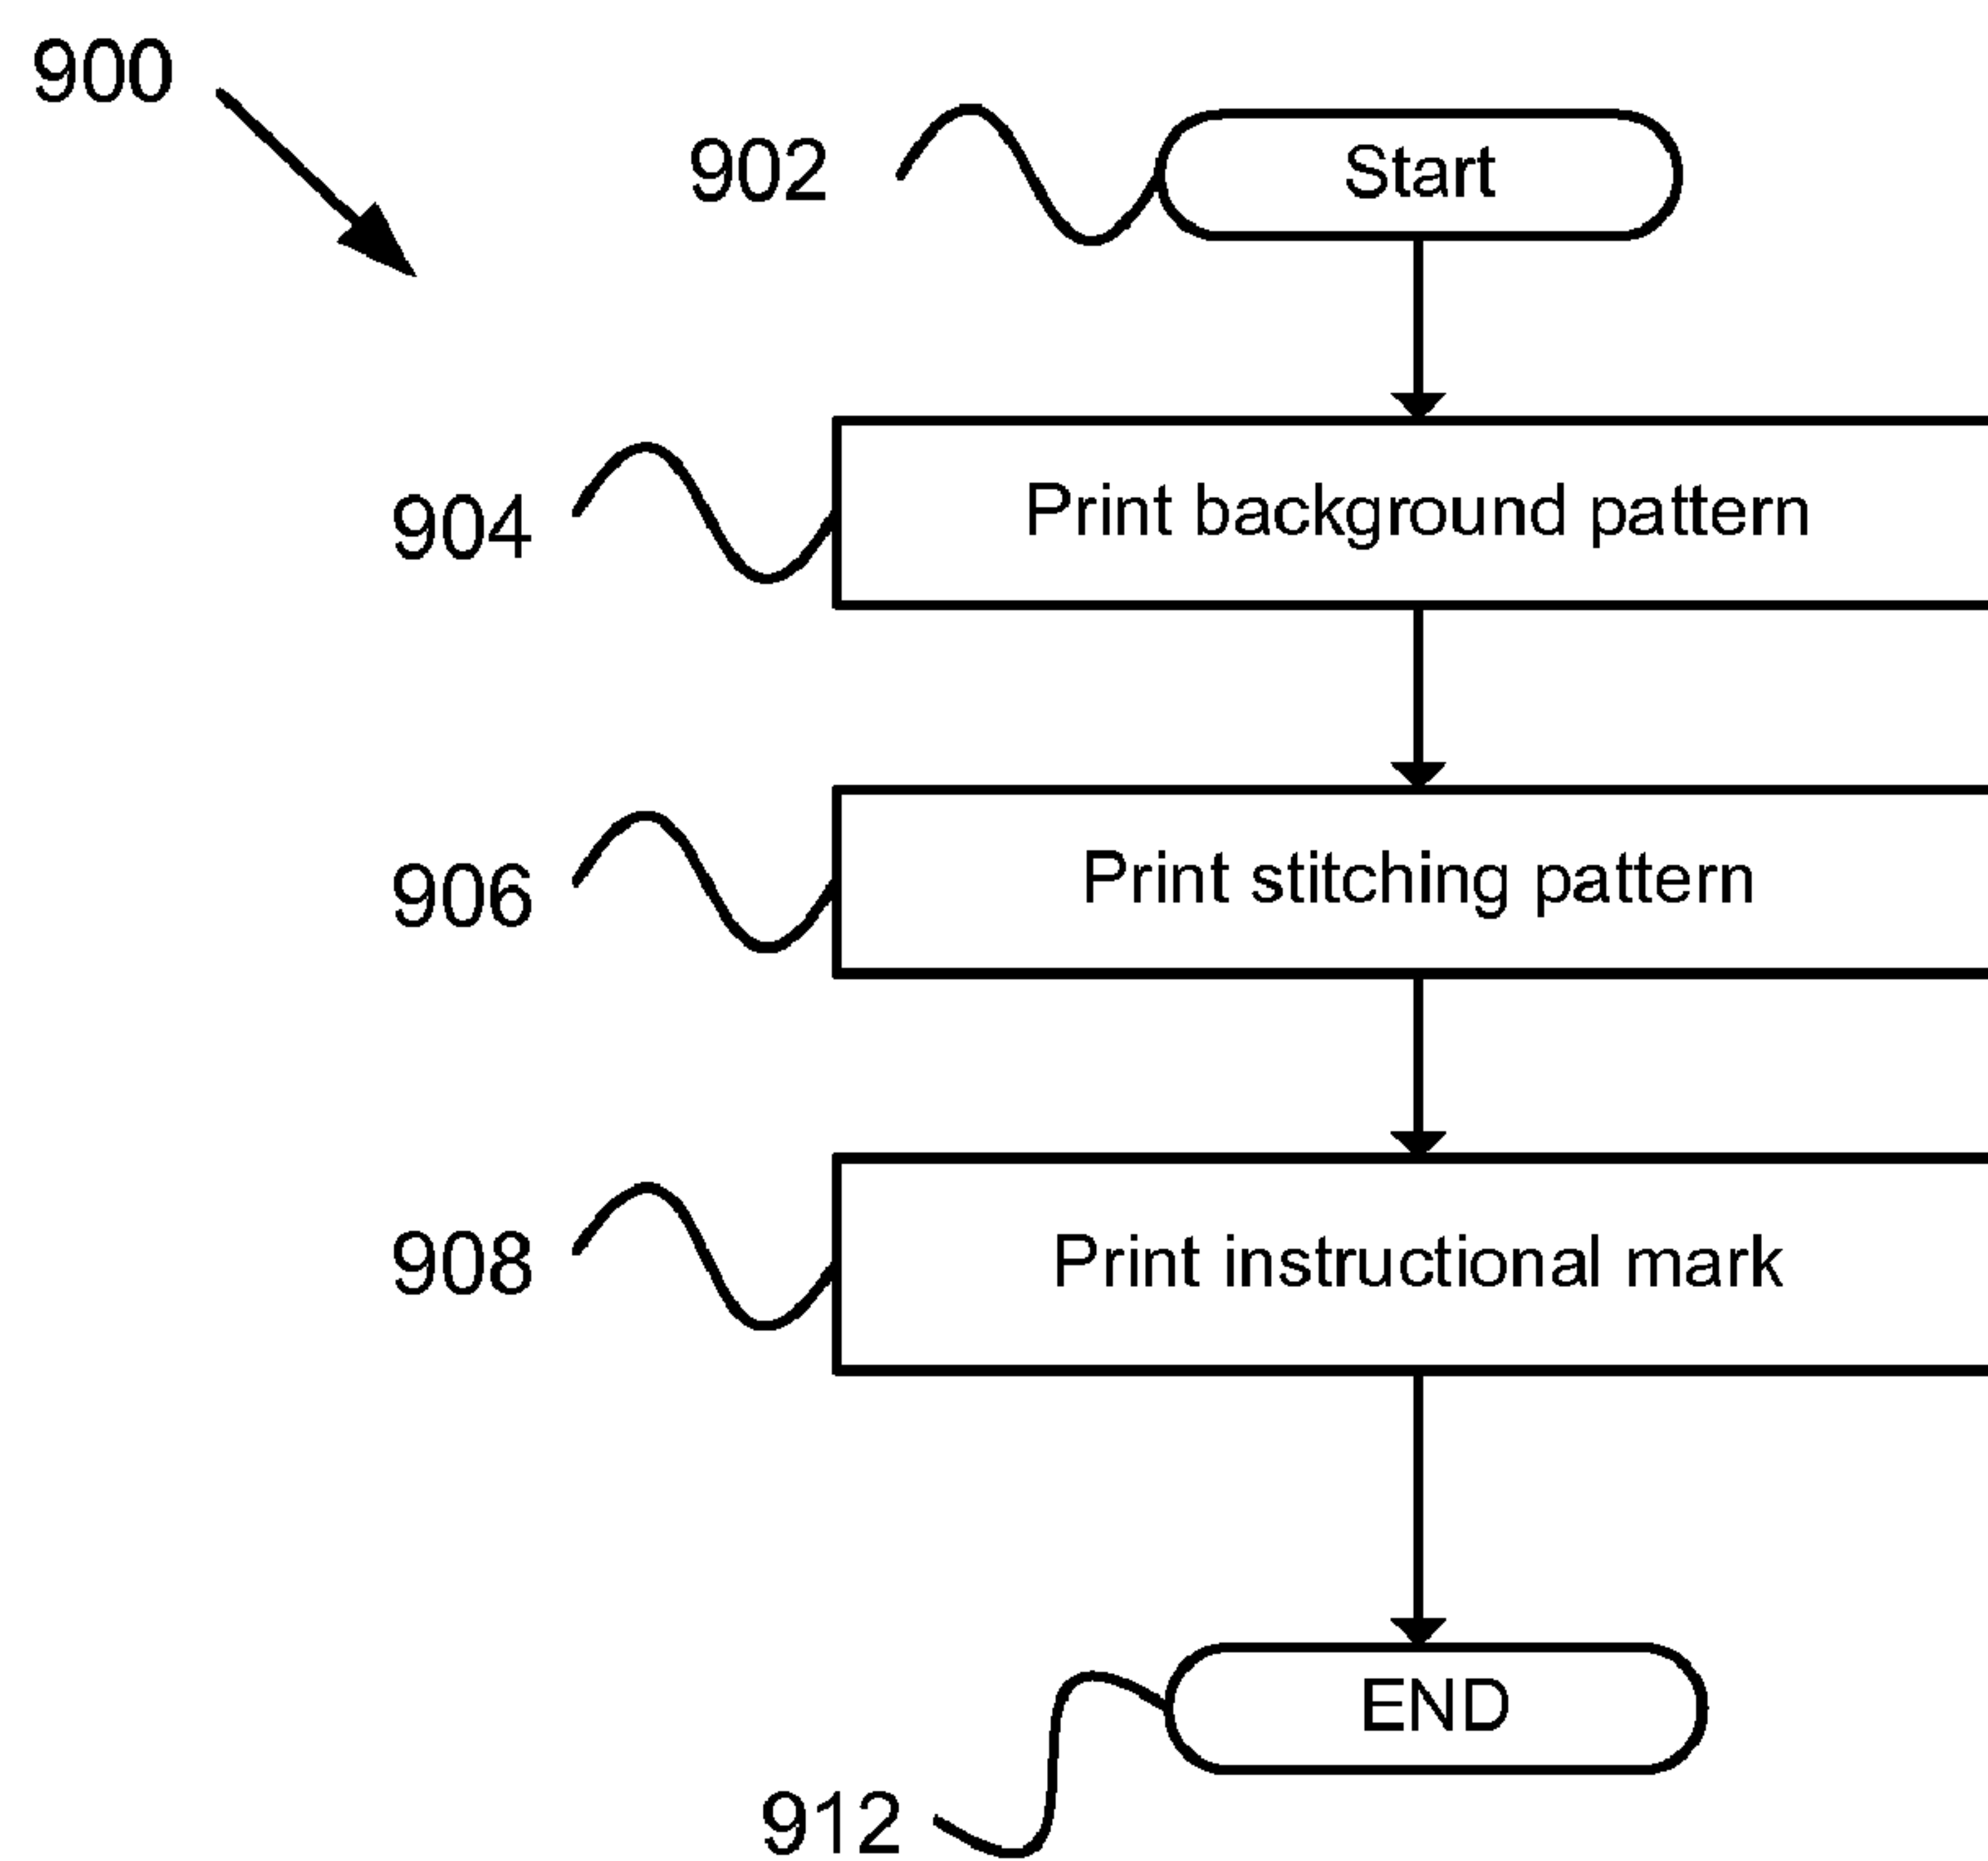 900
902
Start
904
Print background pattern
906
Print stitching pattern
908
Print instructional mark
END
912